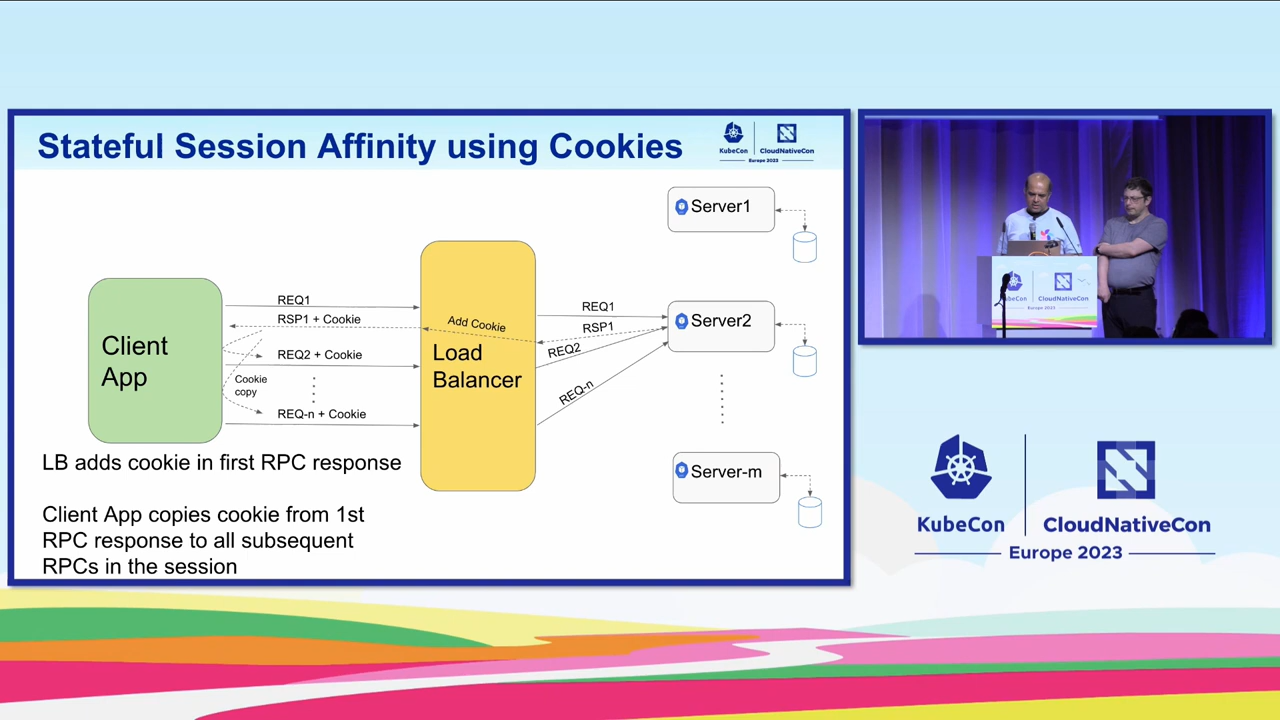 Stateful Session Affinity using Cookies
KubeCon
CloudNativeCon
Europe 2023
Server1
REQ1
RSP1 + Cookie
Add Cookie
REQ1
RSP1
Server2
Client
App
REQ2 + Cookie
Load
Balancer
REQ2
Cookie
copy
REQ-n + Cookie
REQ-n
Server-m
LB adds cookie in first RPC response
Client App copies cookie from 1st
RPC response to all subsequent
RPCs in the session
KubeCon
CloudNativeCon
KubeCon
CloudNativeCon
Europe 2023